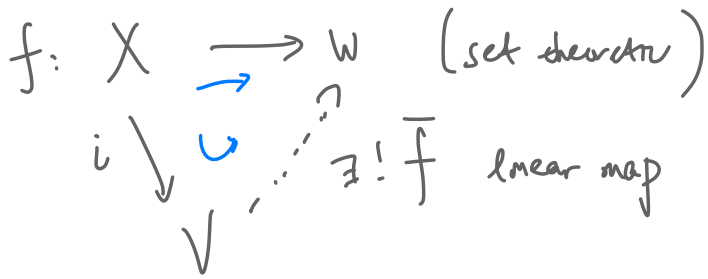 f: X → W (set theoretic)
i ∃! f̄ linear map
V